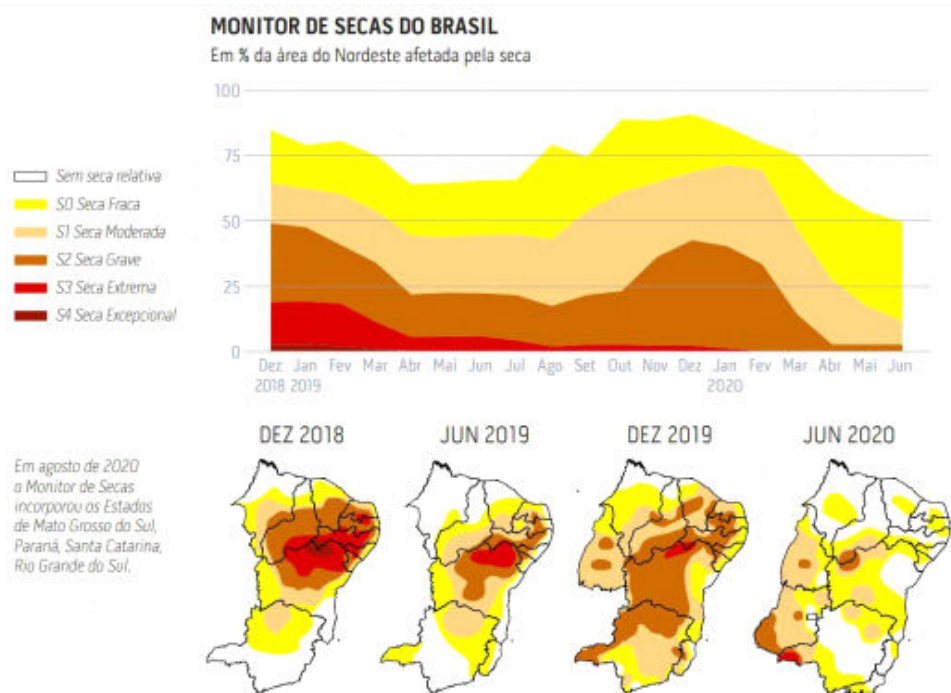 MONITOR DE SECAS DO BRASIL
Em % da área do Nordeste afetada pela seca
100
75
50
25
0
Sem seca relativa
S0 Seca Fraca
S1 Seca Moderada
S2 Seca Grave
S3 Seca Extrema
S4 Seca Excepcional
Dez Jan Fev Mar Abr Mai Jun Jul Ago Set Out Nov Dez Jan Fev Mar Abr Mai Jun
2018 2019 2020
DEZ 2018 JUN 2019 DEZ 2019 JUN 2020
Em agosto de 2020
o Monitor de Secas
incorporou os Estados
de Mato Grosso do Sul,
Paraná, Santa Catarina,
Rio Grande do Sul.